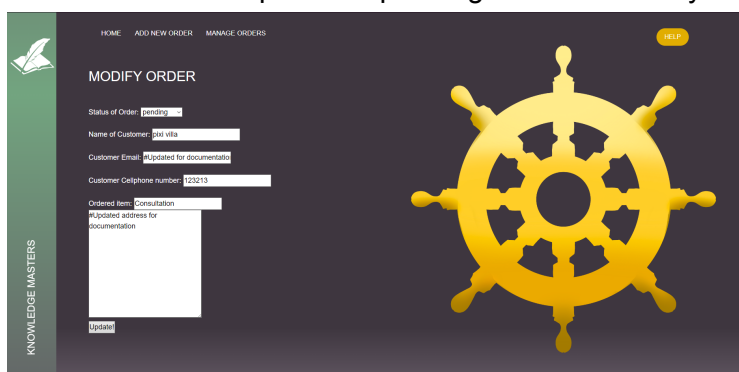 HOME ADD NEW ORDER MANAGE ORDERS
HELP
MODIFY ORDER
Status of Order: pending
Name of Customer: pixi villa
Customer Email: #Updated for documentatio
Customer Cellphone number: 123213
Ordered item: Consultation
#Updated address for
documentation
Update!
KNOWLEDGE MASTERS